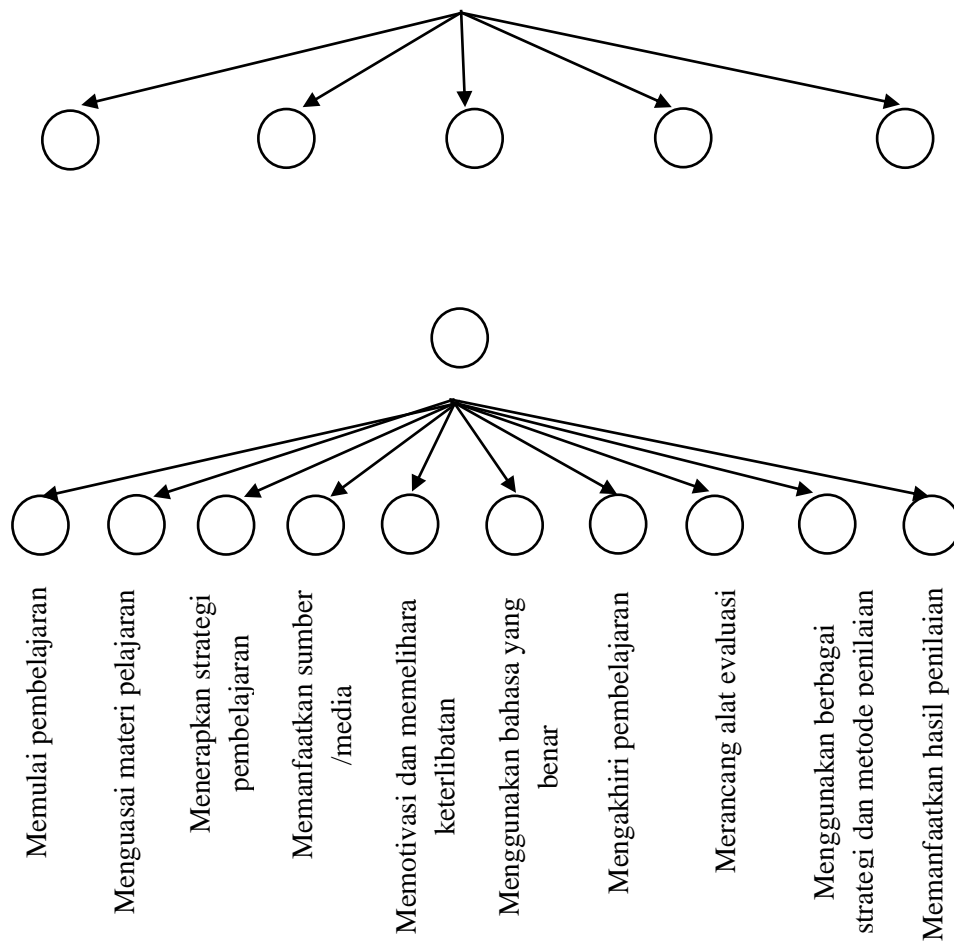 Memulai pembelajaran
Menguasai materi pelajaran
Menerapkan strategi
pembelajaran
Memanfaatkan sumber
/media
Memotivasi dan memelihara
keterlibatan
Menggunakan bahasa yang
benar
Mengakhiri pembelajaran
Merancang alat evaluasi
Menggunakan berbagai
strategi dan metode penilaian
Memanfaatkan hasil penilaian